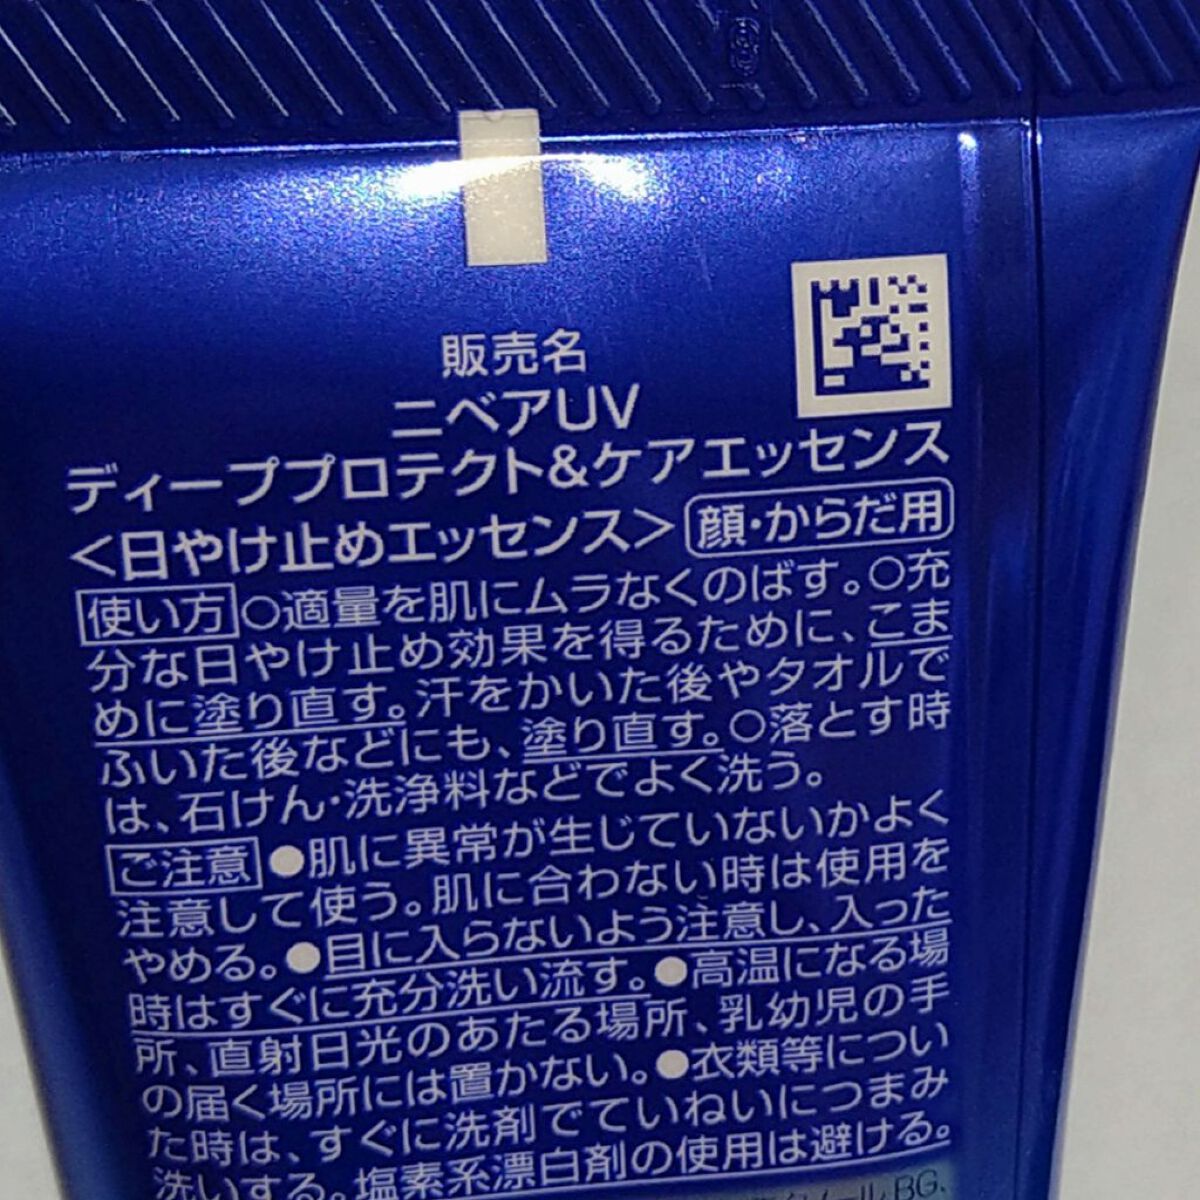 販売名
ニベアUV
ディーププロテクト&ケアエッセンス
<日やけ止めエッセンス> 顔・からだ用
使い方 ○適量を肌にムラなくのばす。○充
分な日やけ止め効果を得るために、こま
めに塗り直す。汗をかいた後やタオルで
ふいた後などにも、塗り直す。○落とす時
は、石けん・洗浄料などでよく洗う。
ご注意 ●肌に異常が生じていないかよく
注意して使う。肌に合わない時は使用を
やめる。●目に入らないよう注意し、入った
時はすぐに充分洗い流す。●高温になる場
所、直射日光のあたる場所、乳幼児の手
の届く場所には置かない。●衣類等につい
た時は、すぐに洗剤でていねいにつまみ
洗いする。塩素系漂白剤の使用は避ける。
BG、